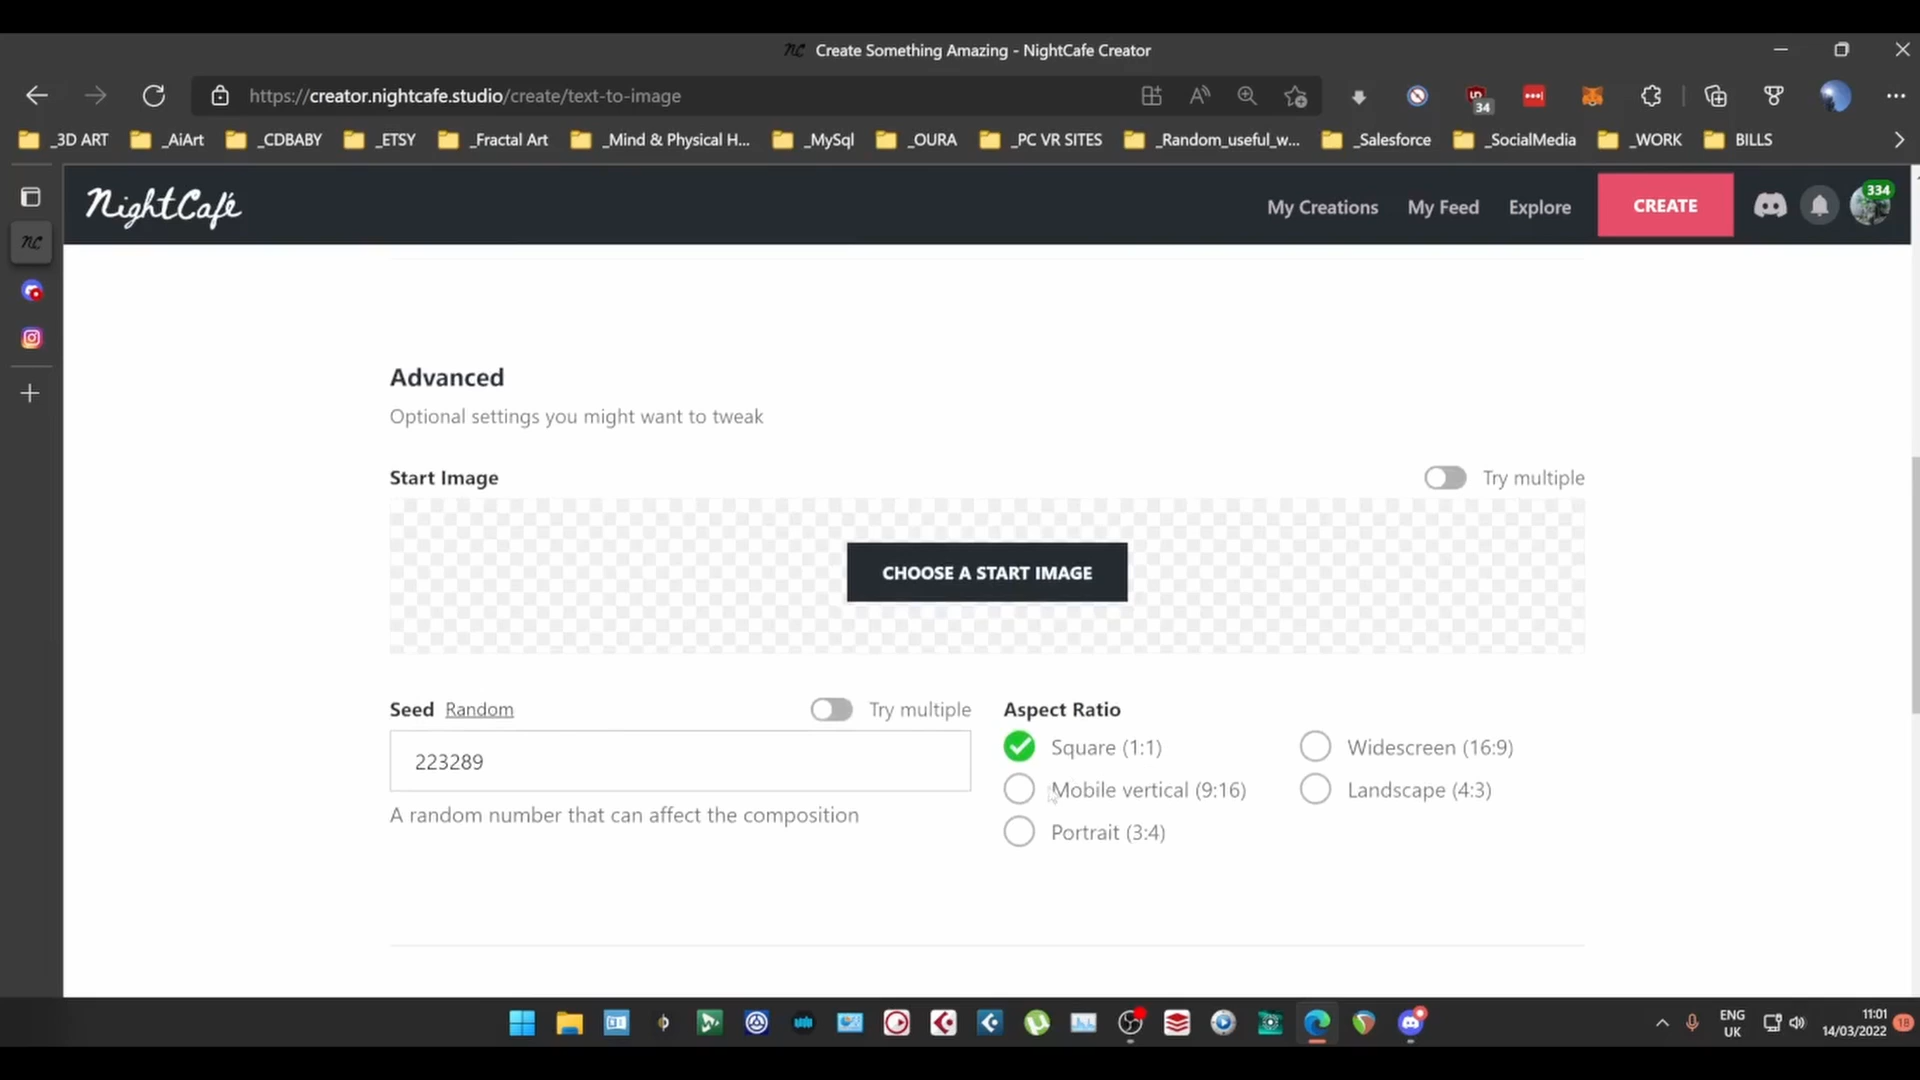 Create Something Amazing - NightCafe Creator
https://creator.nightcafe.studio/create/text-to-image
34
_3D ART _AiArt _CDBABY _ETSY _Fractal Art _Mind & Physical H... _MySql _OURA _PC VR SITES _Random_useful_w... _Salesforce _SocialMedia _WORK BILLS
NightCafé My Creations My Feed Explore CREATE 334
NC
Advanced
Optional settings you might want to tweak
Start Image Try multiple
CHOOSE A START IMAGE
Seed Random Try multiple Aspect Ratio
223289
A random number that can affect the composition
Square (1:1) Widescreen (16:9)
Mobile vertical (9:16) Landscape (4:3)
Portrait (3:4)
ENG
UK
11:01
14/03/2022
18